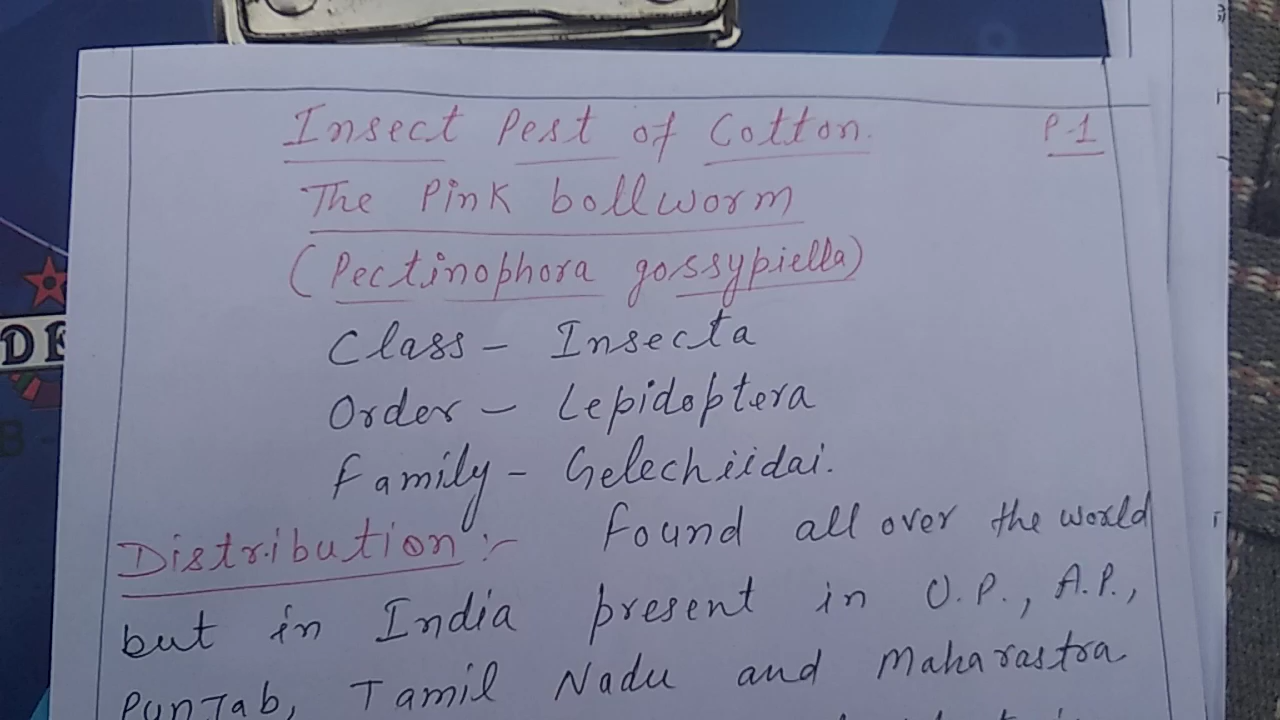 Insect Pest of Cotton.
P-1
The Pink bollworm
(Pectinophora gossypiella)
Class - Insecta
Order - Lepidoptera
Family - Gelechiidai.
Distribution :- Found all over the world
but in India present in U.P., A.P.,
Punjab, Tamil Nadu and Maharastra